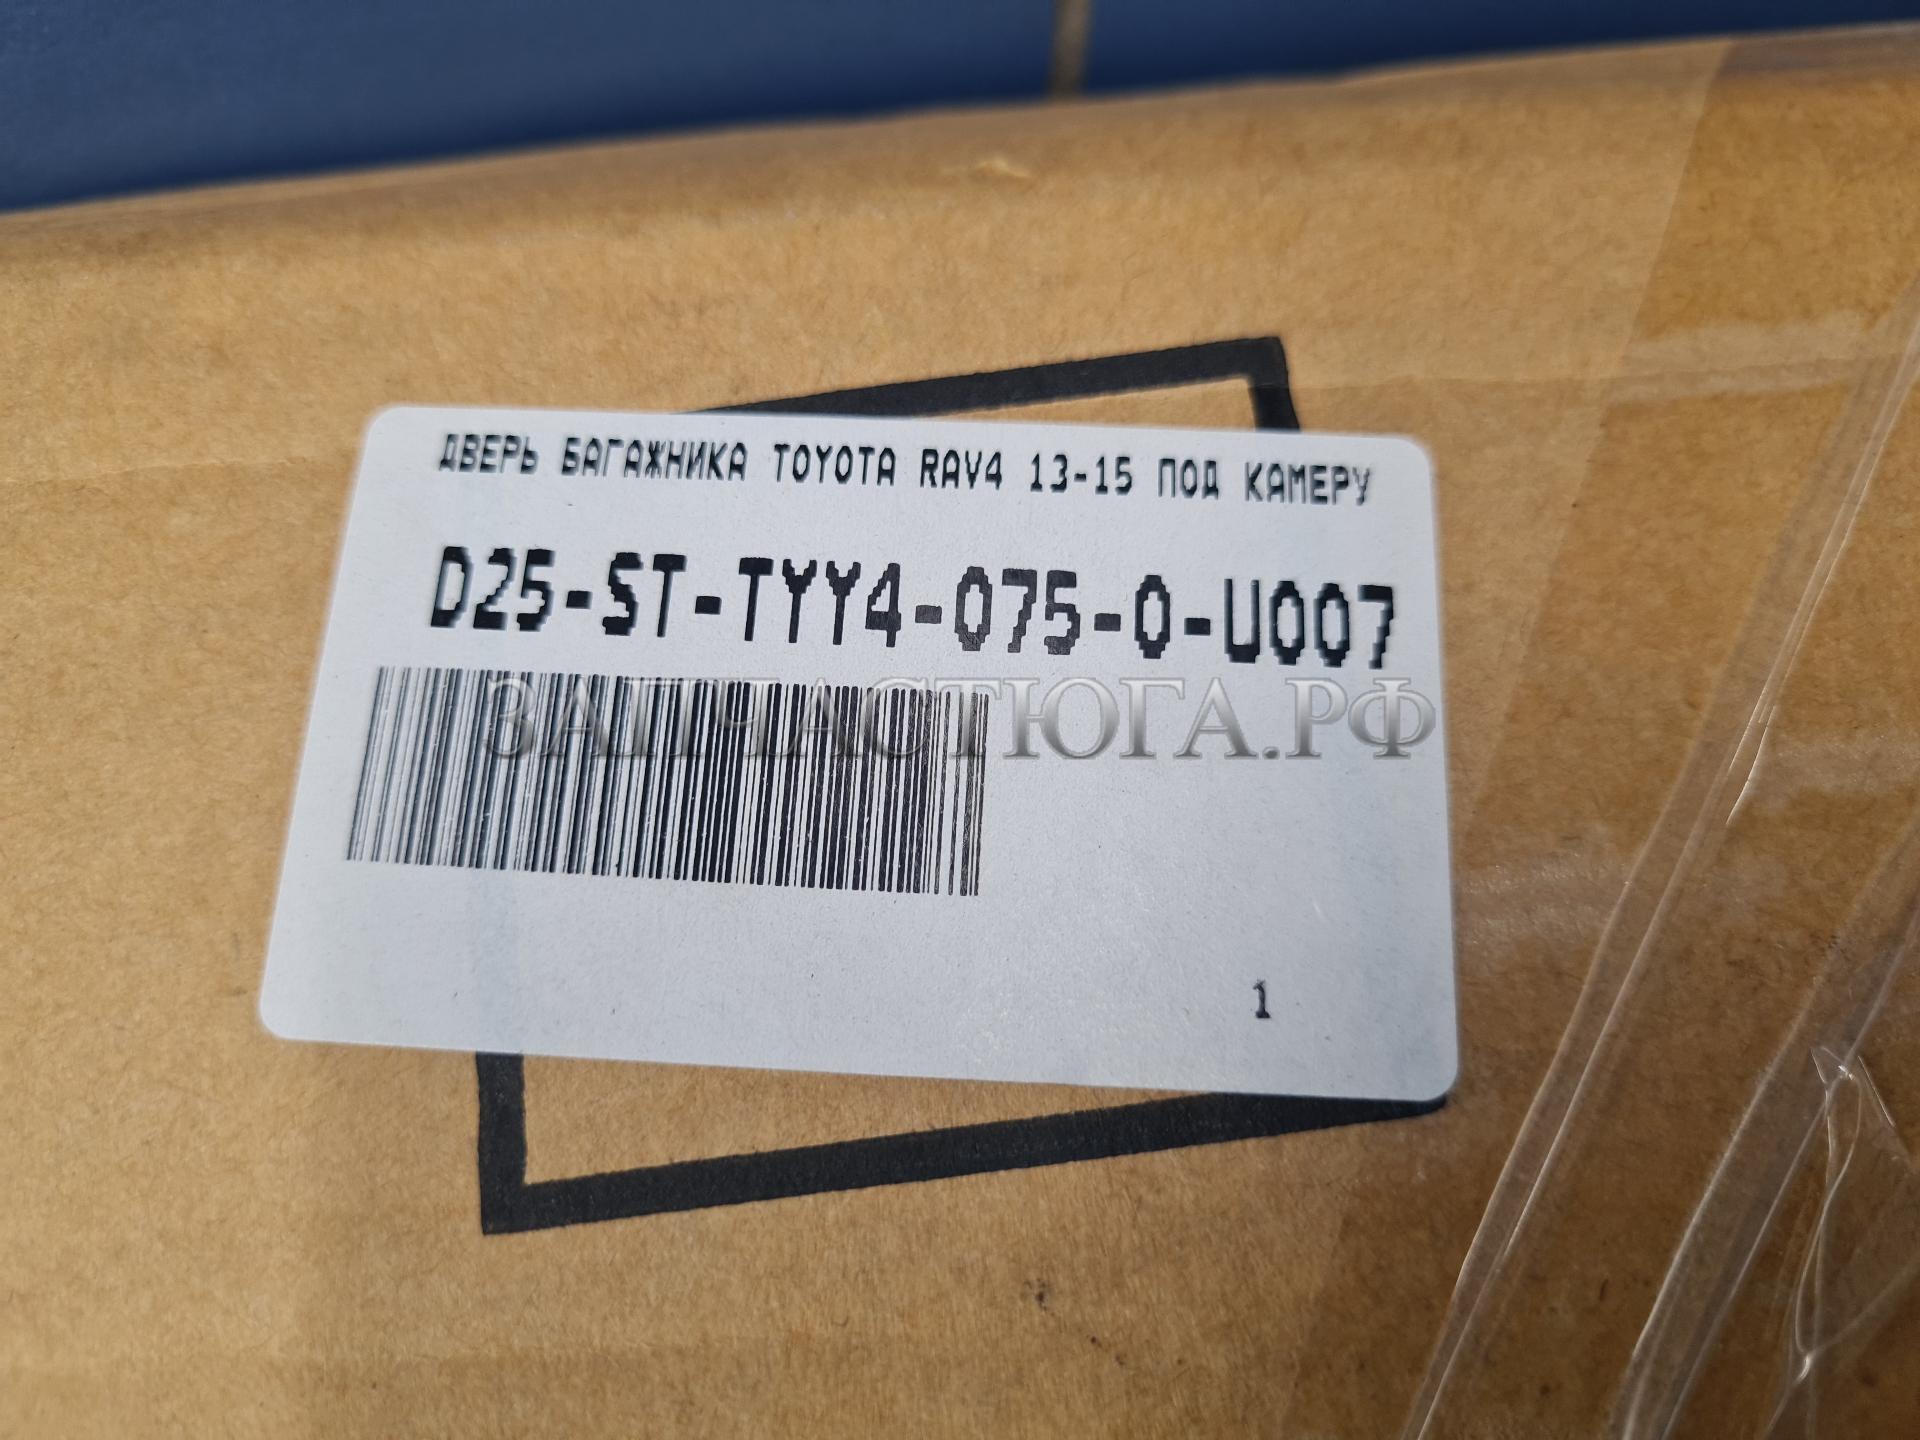 ДВЕРЬ БАГАЖНИКА TOYOTA RAV4 13-15 ПОД КАМЕРУ
D25-ST-TYY4-075-0-U007
ЗАПЧАСТЮГА.РФ
1